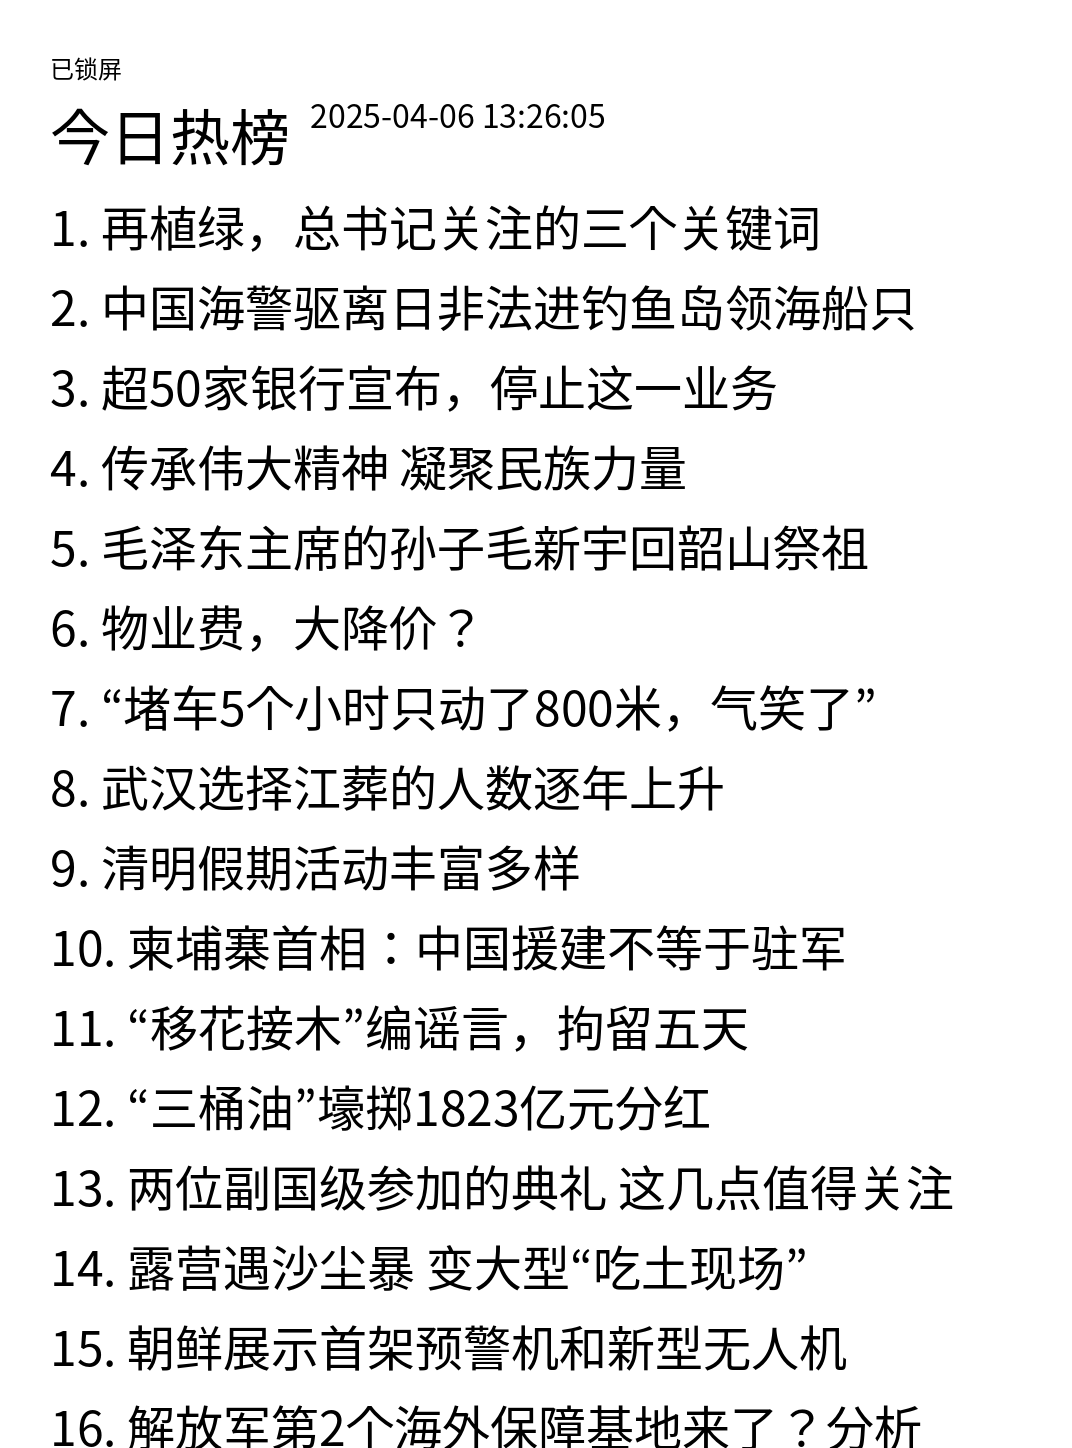 已锁屏
今日热榜 2025-04-06 13:26:05
1. 再植绿，总书记关注的三个关键词
2. 中国海警驱离日非法进钓鱼岛领海船只
3. 超50家银行宣布，停止这一业务
4. 传承伟大精神 凝聚民族力量
5. 毛泽东主席的孙子毛新宇回韶山祭祖
6. 物业费，大降价？
7. “堵车5个小时只动了800米，气笑了”
8. 武汉选择江葬的人数逐年上升
9. 清明假期活动丰富多样
10. 柬埔寨首相：中国援建不等于驻军
11. “移花接木”编谣言，拘留五天
12. “三桶油”壕掷1823亿元分红
13. 两位副国级参加的典礼 这几点值得关注
14. 露营遇沙尘暴 变大型“吃土现场”
15. 朝鲜展示首架预警机和新型无人机
16. 解放军第2个海外保障基地来了？分析